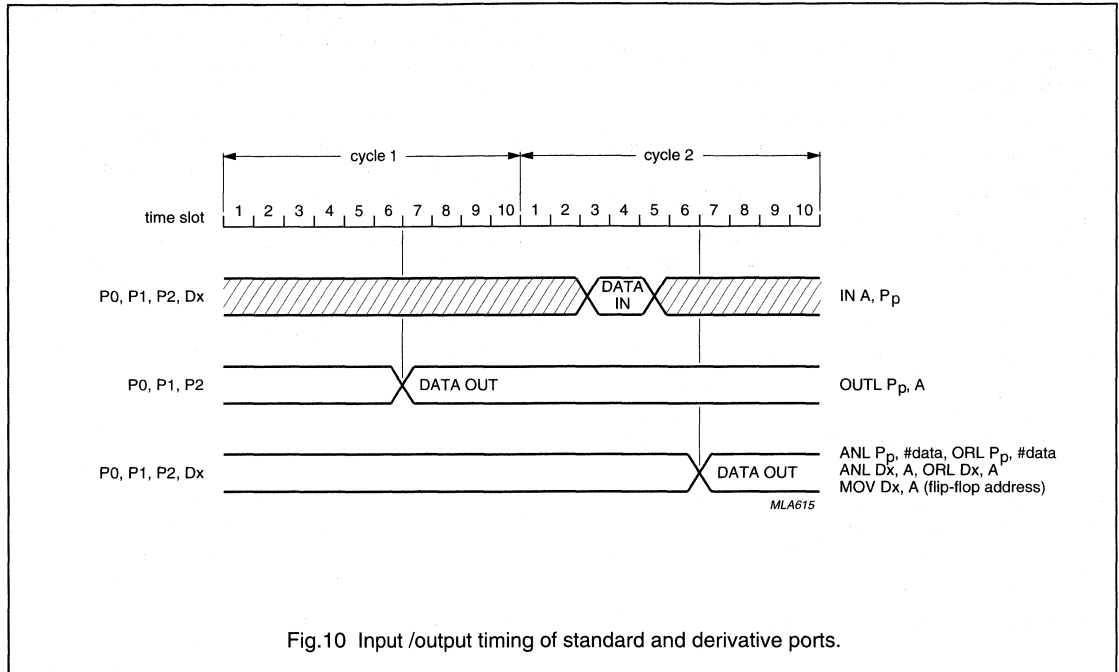 cycle 1 cycle 2
time slot 1 2 3 4 5 6 7 8 9 10 1 2 3 4 5 6 7 8 9 10
P0, P1, P2, Dx DATA IN IN A, Pp
P0, P1, P2 DATA OUT OUTL Pp, A
P0, P1, P2, Dx DATA OUT ANL Pp, #data, ORL Pp, #data
ANL Dx, A, ORL Dx, A
MOV Dx, A (flip-flop address)
MLA615
Fig.10 Input /output timing of standard and derivative ports.